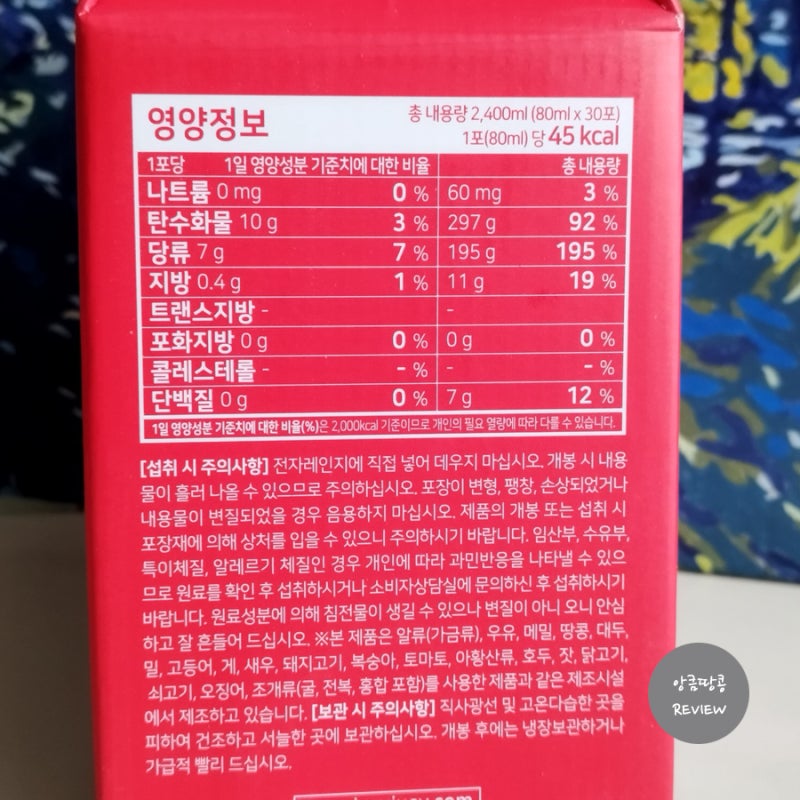 영양정보
총 내용량 2,400ml (80ml x 30포)
1포(80ml) 당 45 kcal
1포당 1일 영양성분 기준치에 대한 비율 총 내용량
나트륨 0 mg 0 % 60 mg 3 %
탄수화물 10 g 3 % 297 g 92 %
당류 7 g 7 % 195 g 195 %
지방 0.4 g 1 % 11 g 19 %
트랜스지방 - -
포화지방 0 g 0 % 0 g 0 %
콜레스테롤 - - % - - %
단백질 0 g 0 % 7 g 12 %
1일 영양성분 기준치에 대한 비율(%)은 2,000kcal 기준이므로 개인의 필요 열량에 따라 다를 수 있습니다.
[섭취 시 주의사항] 전자레인지에 직접 넣어 데우지 마십시오. 개봉 시 내용
물이 흘러 나올 수 있으므로 주의하십시오. 포장이 변형, 팽창, 손상되었거나
내용물이 변질되었을 경우 음용하지 마십시오. 제품의 개봉 또는 섭취 시
포장재에 의해 상처를 입을 수 있으니 주의하시기 바랍니다. 임산부, 수유부,
특이체질, 알레르기 체질인 경우 개인에 따라 과민반응을 나타낼 수 있으
므로 원료를 확인 후 섭취하시거나 소비자상담실에 문의하신 후 섭취하시기
바랍니다. 원료성분에 의해 침전물이 생길 수 있으나 변질이 아니 오니 안심
하고 잘 흔들어 드십시오. ※본 제품은 알류(가금류), 우유, 메밀, 땅콩, 대두,
밀, 고등어, 게, 새우, 돼지고기, 복숭아, 토마토, 아황산류, 호두, 잣, 닭고기,
쇠고기, 오징어, 조개류(굴, 전복, 홍합 포함)를 사용한 제품과 같은 제조시설
에서 제조하고 있습니다. [보관 시 주의사항] 직사광선 및 고온다습한 곳을
피하여 건조하고 서늘한 곳에 보관하십시오. 개봉 후에는 냉장보관하거나
가급적 빨리 드십시오.
앙큼땅콩
REVIEW